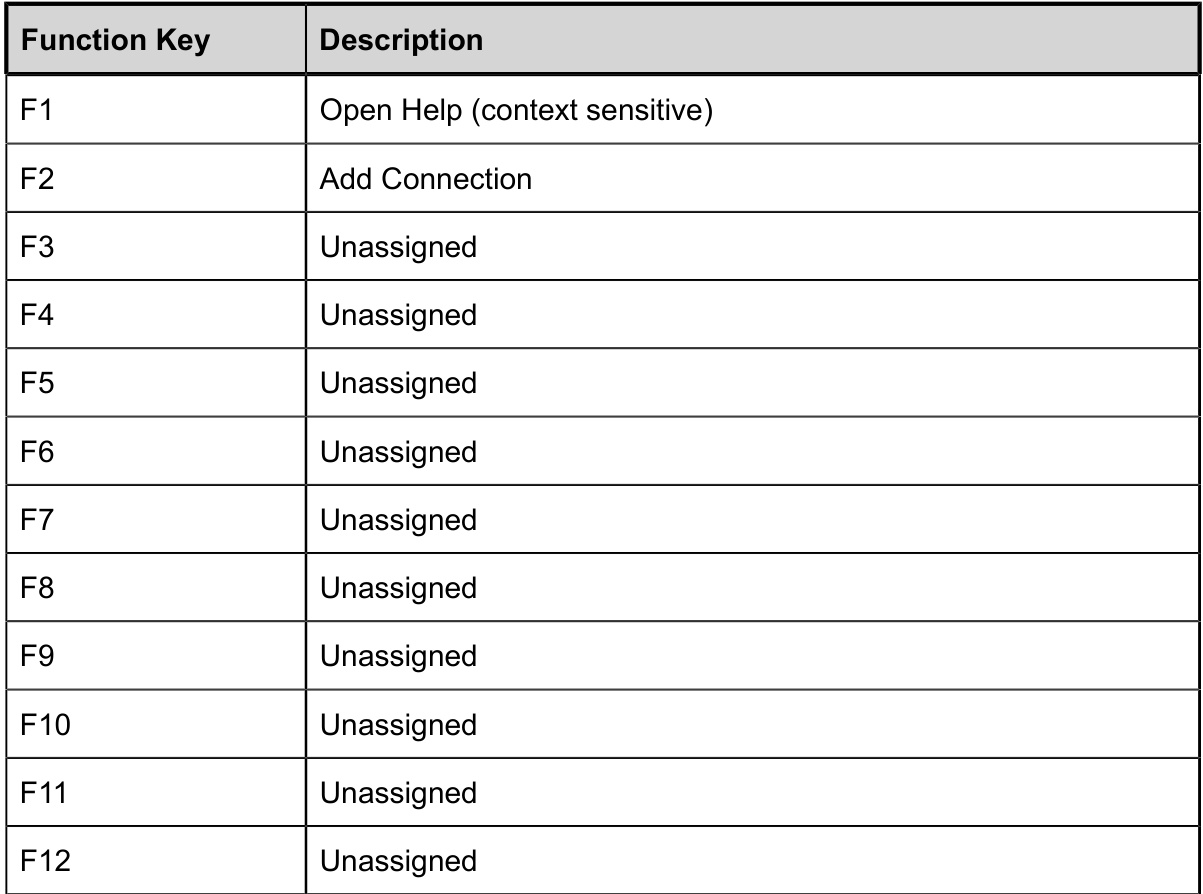 Function Key Description
F1 Open Help (context sensitive)
F2 Add Connection
F3 Unassigned
F4 Unassigned
F5 Unassigned
F6 Unassigned
F7 Unassigned
F8 Unassigned
F9 Unassigned
F10 Unassigned
F11 Unassigned
F12 Unassigned